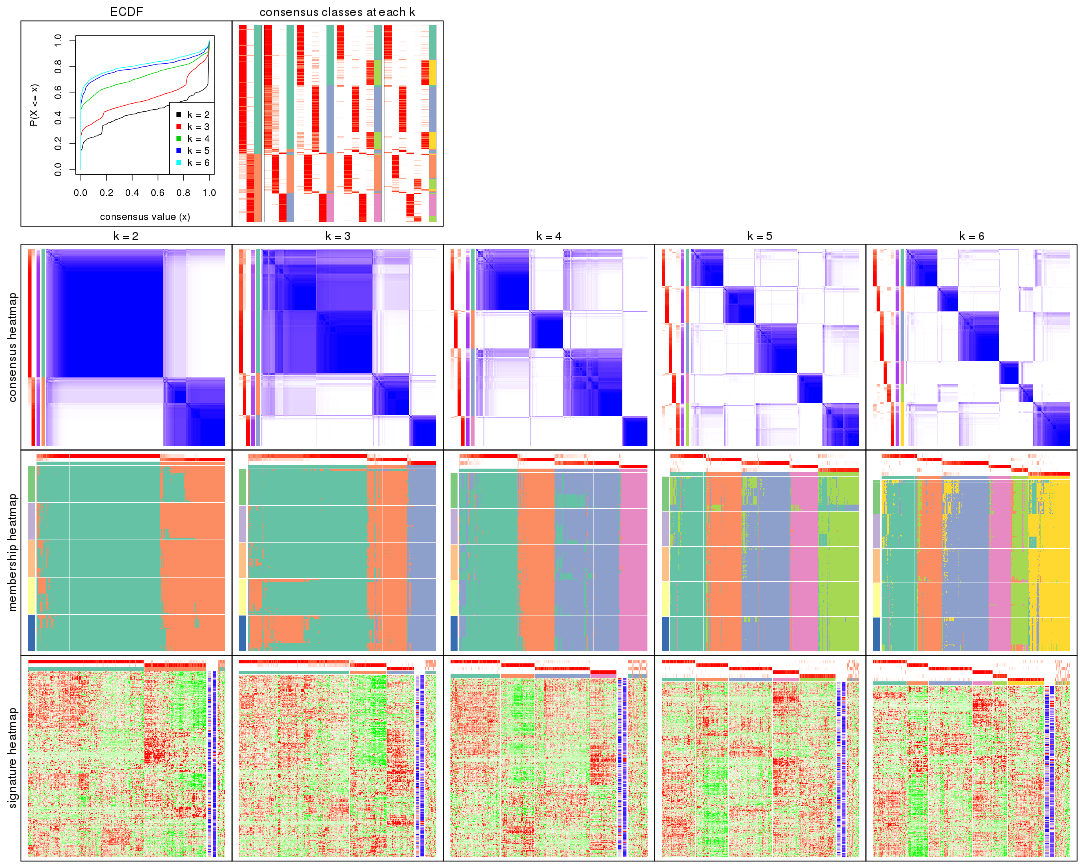 ECDF
consensus classes at each k
P(X <= x)
1.0
0.8
0.6
0.4
0.2
0.0
k = 2
k = 3
k = 4
k = 5
k = 6
0.0 0.2 0.4 0.6 0.8 1.0
consensus value (x)
k = 2
k = 3
k = 4
k = 5
k = 6
consensus heatmap
membership heatmap
signature heatmap